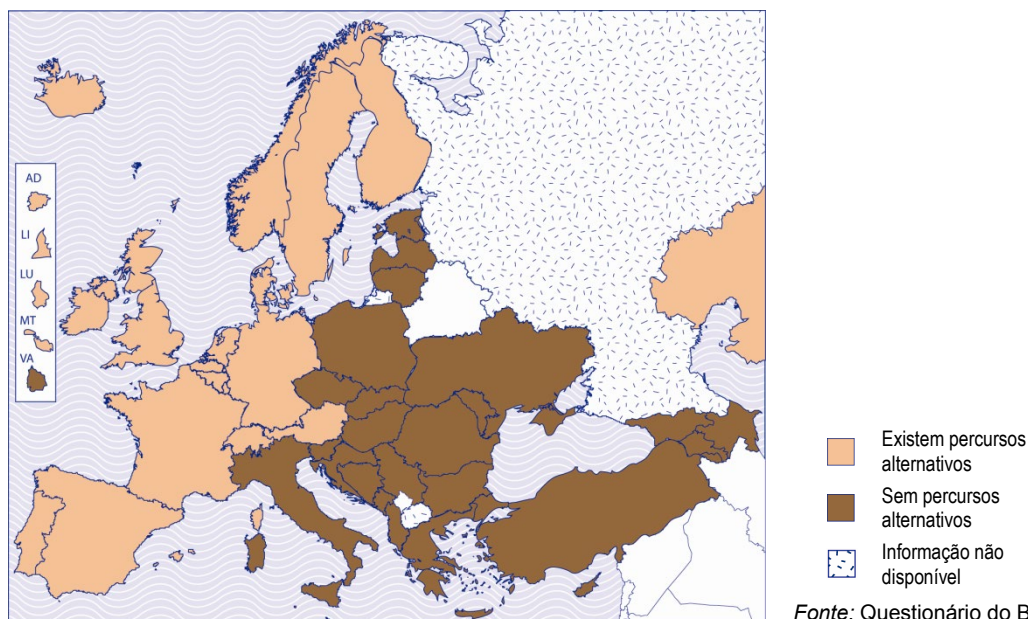 AD
LI
LU
MT
VA
Existem percursos
alternativos
Sem percursos
alternativos
Informação não
disponível
Fonte: Questionário do B